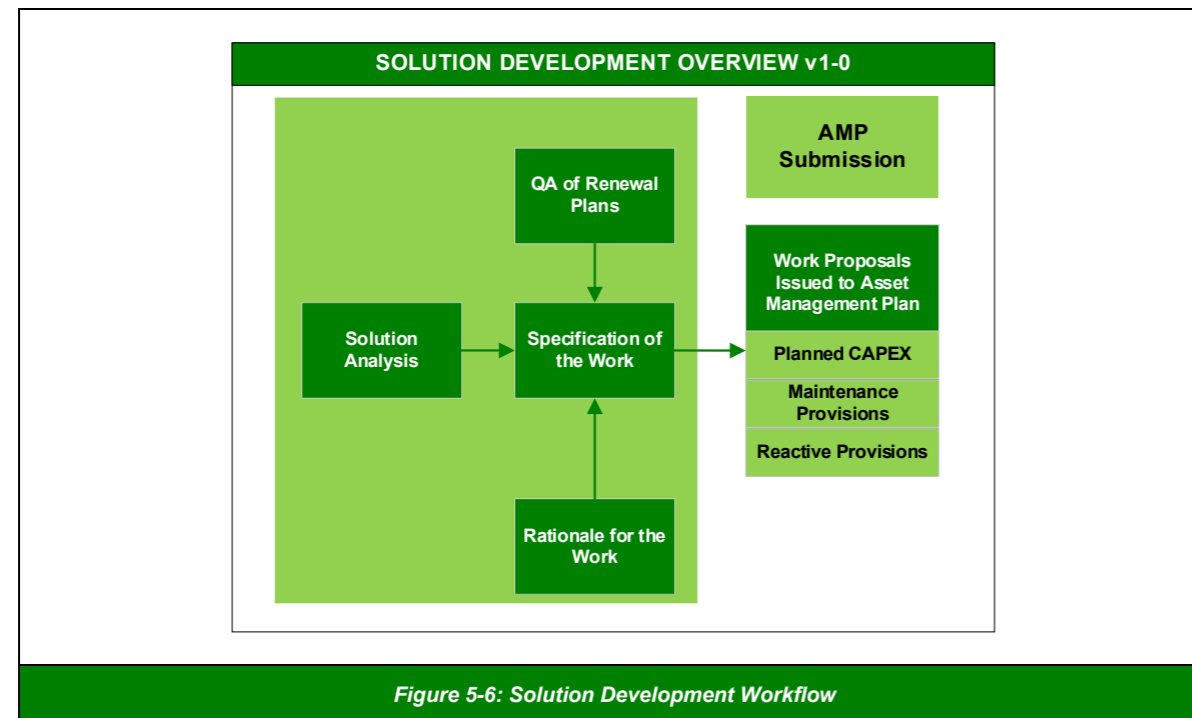 SOLUTION DEVELOPMENT OVERVIEW v1-0
AMP
Submission
QA of Renewal
Plans
Work Proposals
Issued to Asset
Management Plan
Solution
Analysis
Specification of
the Work
Planned CAPEX
Maintenance
Provisions
Reactive Provisions
Rationale for the
Work
Figure 5-6: Solution Development Workflow